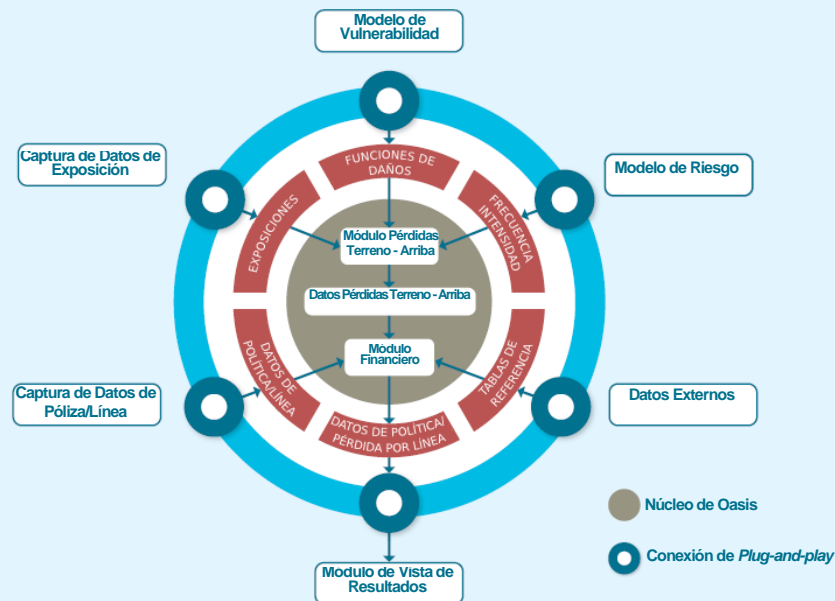 Modelo de
Vulnerabilidad
Captura de Datos de
Exposición
Modelo de Riesgo
FUNCIONES DE
DAÑOS
EXPOSICIONES
FRECUENCIA
INTENSIDAD
Módulo Pérdidas
Terreno - Arriba
Datos Pérdidas Terreno - Arriba
Módulo
Financiero
DATOS DE
POLÍTICA/LÍNEA
TABLAS DE
REFERENCIA
DATOS DE POLÍTICA/
PÉRDIDA POR LÍNEA
Captura de Datos de
Póliza/Línea
Datos Externos
Núcleo de Oasis
Conexión de Plug-and-play
Modulo de Vista de
Resultados